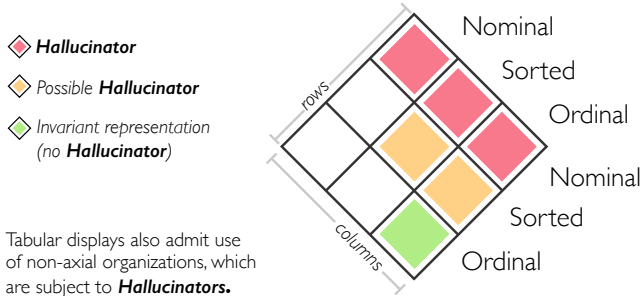 Hallucinator
Possible Hallucinator
Invariant representation
(no Hallucinator)
Tabular displays also admit use
of non-axial organizations, which
are subject to Hallucinators.
rows
columns
Nominal
Sorted
Ordinal
Nominal
Sorted
Ordinal